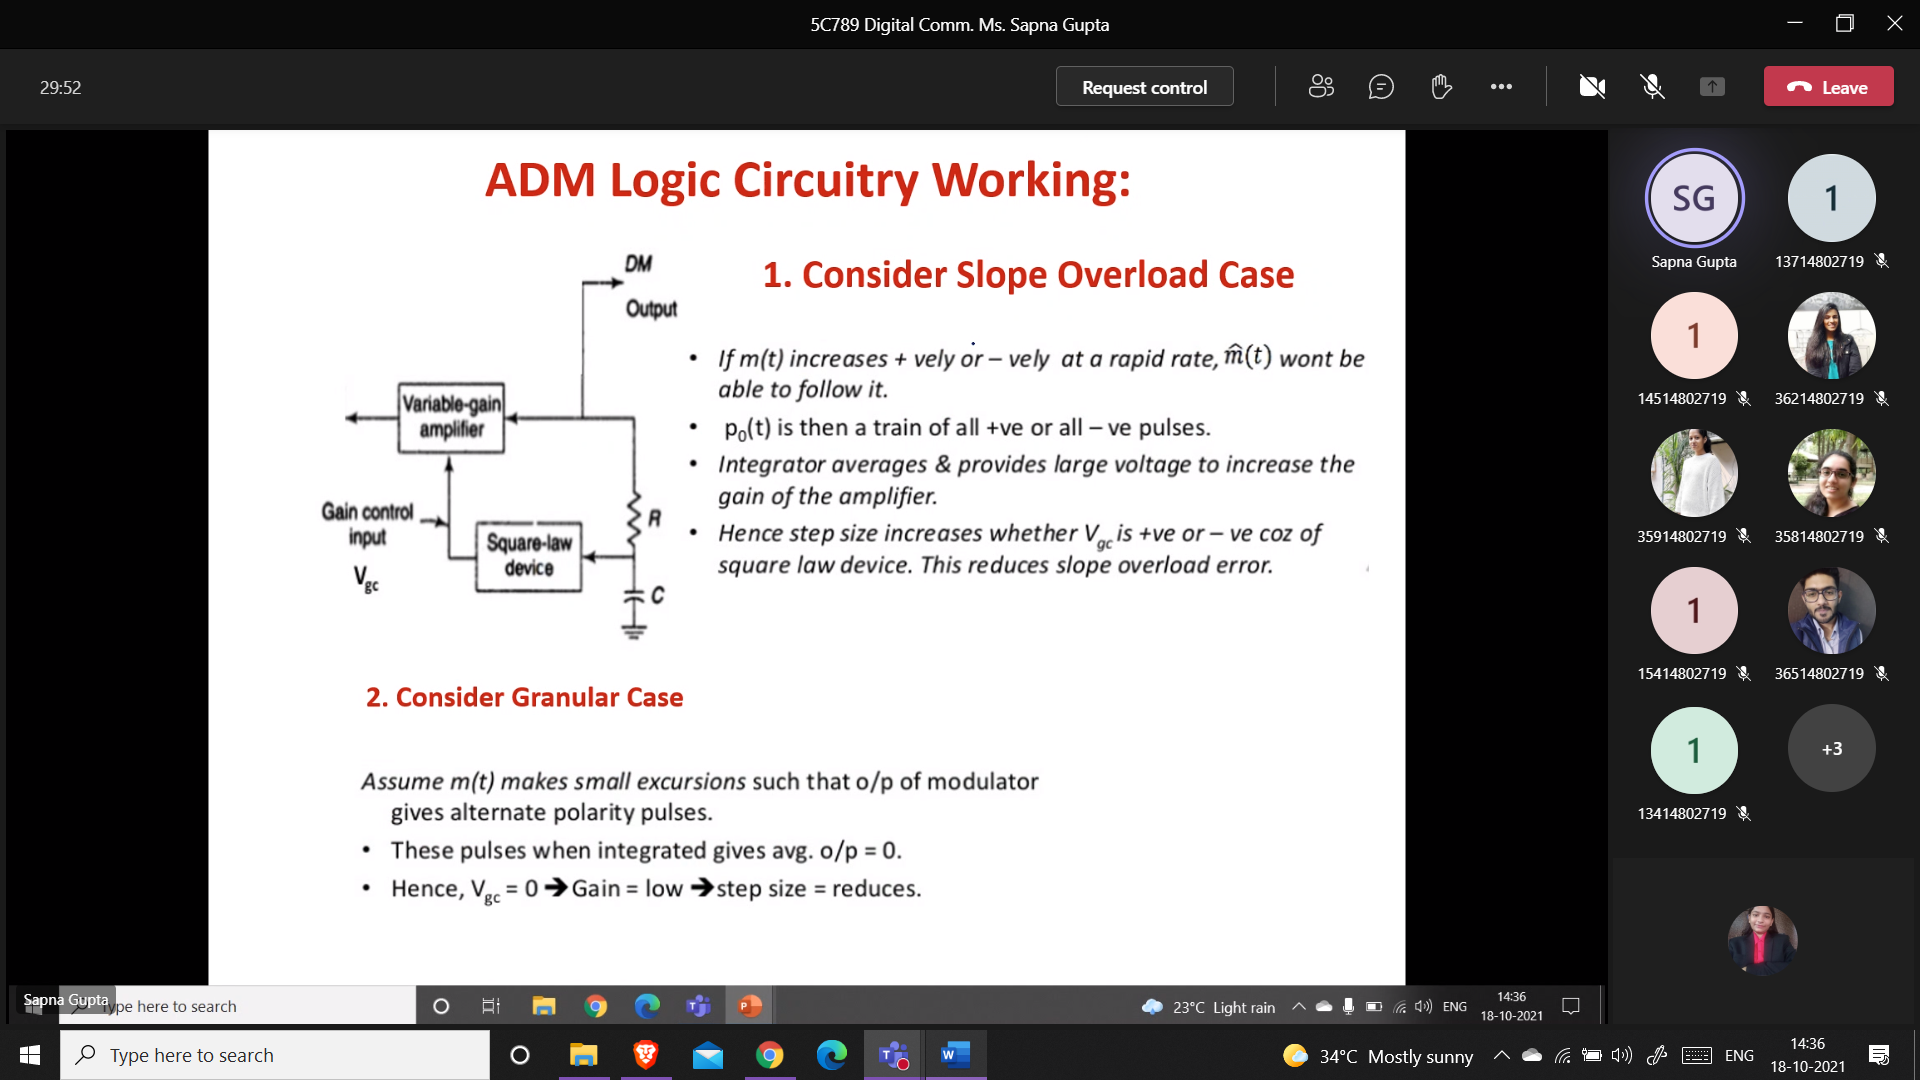 5C789 Digital Comm. Ms. Sapna Gupta
29:52
Request control
Leave
ADM Logic Circuitry Working:
DM
Output
Variable-gain
amplifier
Gain control
input
Vgc
Square-law
device
R
C
1. Consider Slope Overload Case
• If m(t) increases + vely or – vely at a rapid rate, m̂(t) wont be
able to follow it.
• p0(t) is then a train of all +ve or all – ve pulses.
• Integrator averages & provides large voltage to increase the
gain of the amplifier.
• Hence step size increases whether Vgc is +ve or – ve coz of
square law device. This reduces slope overload error.
2. Consider Granular Case
Assume m(t) makes small excursions such that o/p of modulator
gives alternate polarity pulses.
• These pulses when integrated gives avg. o/p = 0.
• Hence, Vgc = 0 ➔ Gain = low ➔ step size = reduces.
SG
Sapna Gupta
1
13714802719
1
14514802719
36214802719
35914802719
35814802719
1
15414802719
36514802719
1
13414802719
+3
Sapna Gupta
Type here to search
23°C Light rain
ENG
14:36
18-10-2021
Type here to search
34°C Mostly sunny
ENG
14:36
18-10-2021